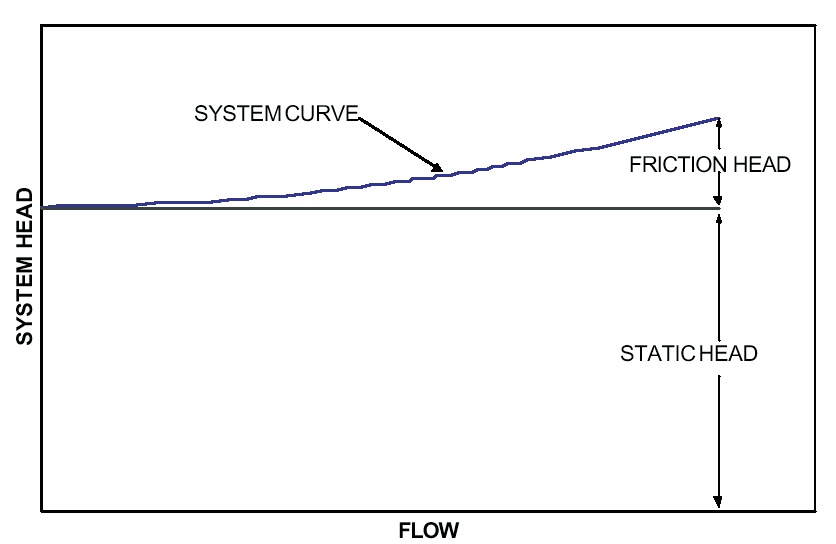 SYSTEM CURVE
FRICTION HEAD
SYSTEM HEAD
STATIC HEAD
FLOW